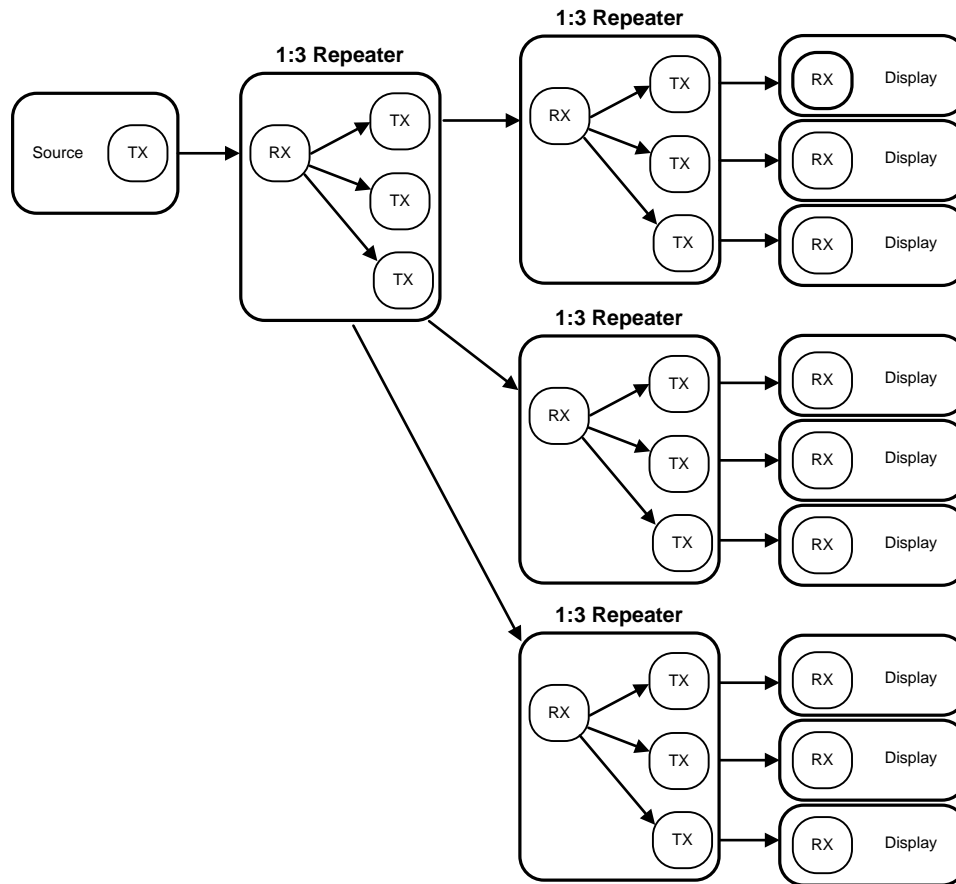 1:3 Repeater
1:3 Repeater
Source
TX
RX
TX
TX
TX
RX
TX
TX
TX
RX
Display
RX
Display
RX
Display
1:3 Repeater
RX
TX
TX
TX
RX
Display
RX
Display
RX
Display
1:3 Repeater
RX
TX
TX
TX
RX
Display
RX
Display
RX
Display